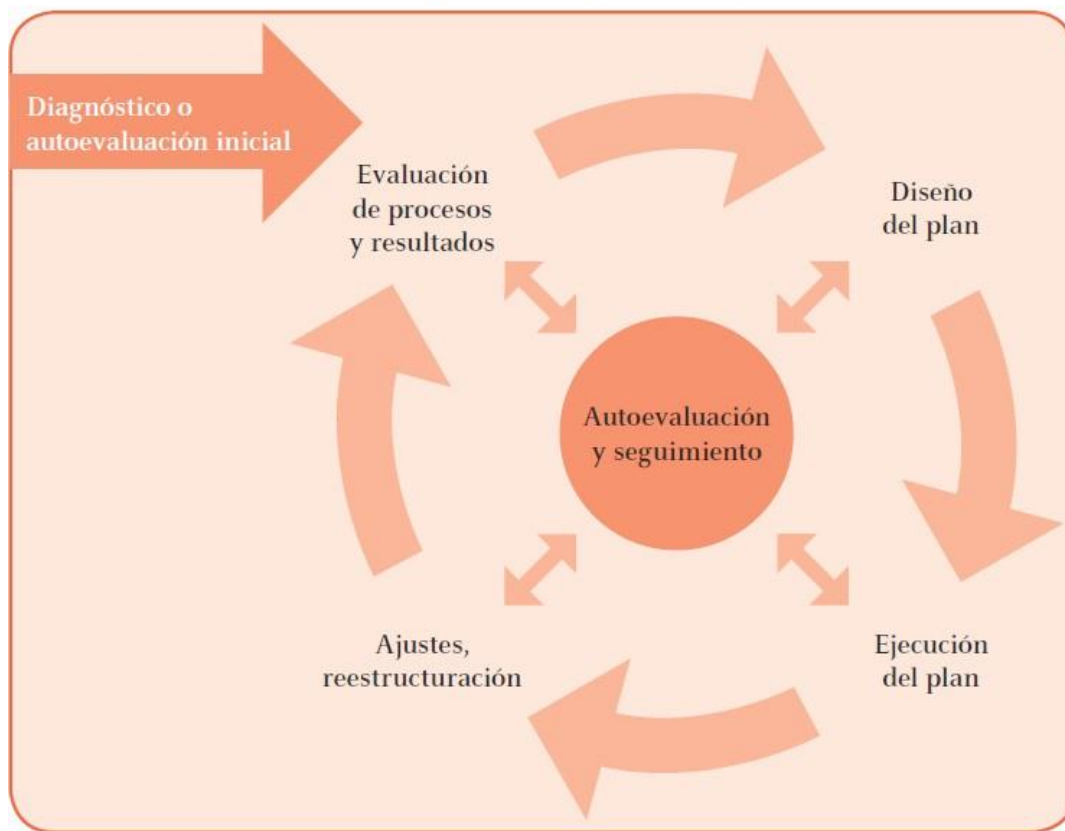 Diagnóstico o
autoevaluación inicial
Evaluación
de procesos
y resultados
Diseño
del plan
Autoevaluación
y seguimiento
Ajustes,
reestructuración
Ejecución
del plan